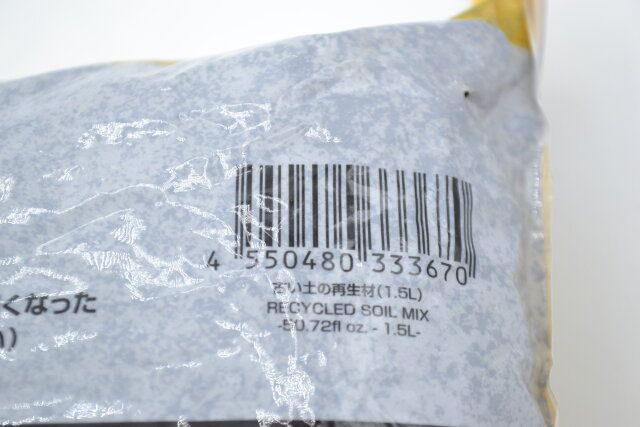 4 550480 333670
古い土の再生材(1.5L)
RECYCLED SOIL MIX
-50.72fl oz. - 1.5L-
くなった